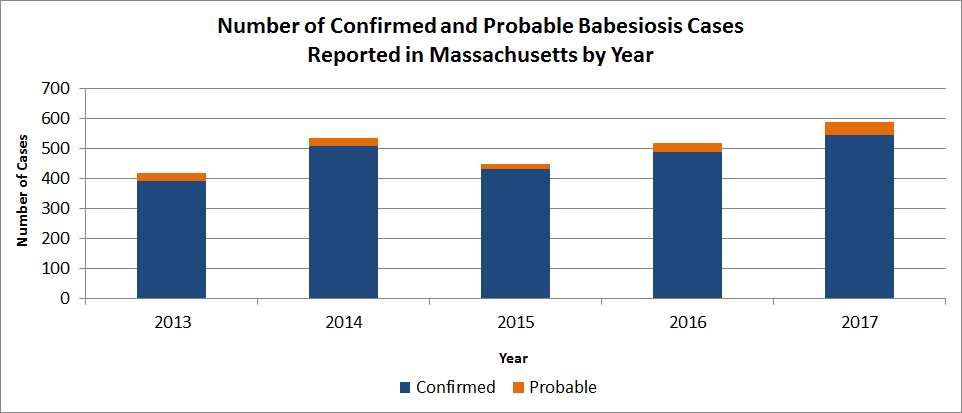 Number of Confirmed and Probable Babesiosis Cases
Reported in Massachusetts by Year
700
600
500
400
300
200
100
0
Number of Cases
2013 2014 2015 2016 2017
Year
Confirmed Probable